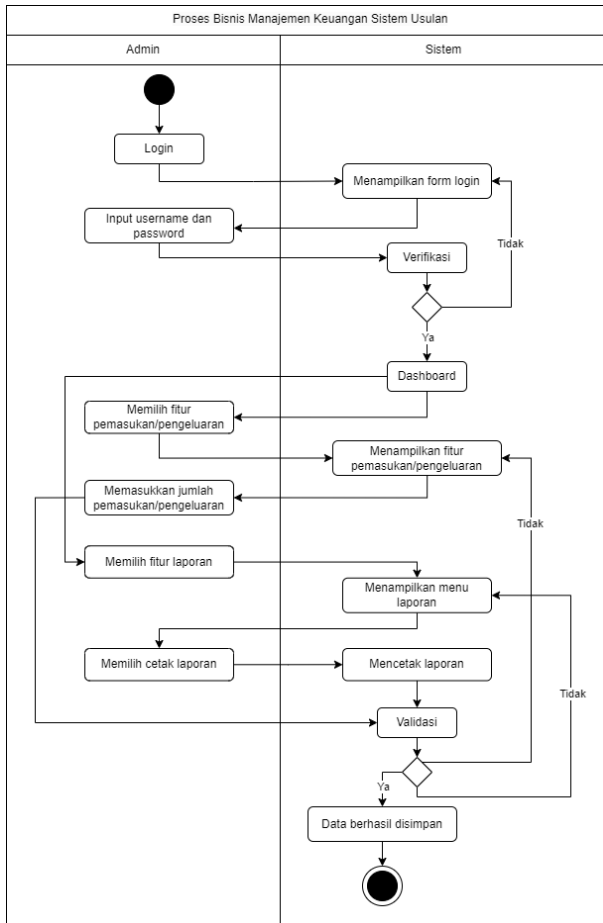 Proses Bisnis Manajemen Keuangan Sistem Usulan
Admin
Sistem
Login
Menampilkan form login
Input username dan
password
Tidak
Verifikasi
Ya
Dashboard
Memilih fitur
pemasukan/pengeluaran
Menampilkan fitur
pemasukan/pengeluaran
Memasukkan jumlah
pemasukan/pengeluaran
Tidak
Memilih fitur laporan
Menampilkan menu
laporan
Memilih cetak laporan
Mencetak laporan
Tidak
Validasi
Ya
Data berhasil disimpan